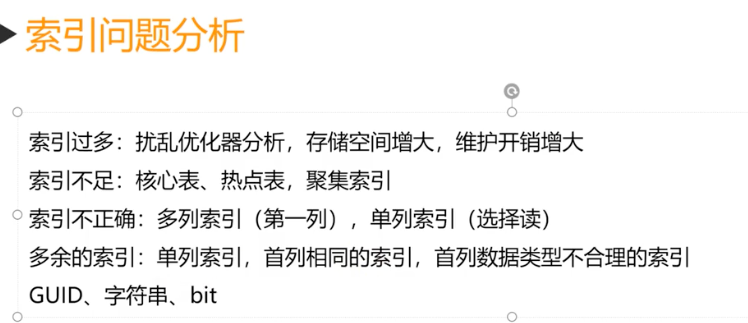 索引问题分析
索引过多：扰乱优化器分析，存储空间增大，维护开销增大
索引不足：核心表、热点表，聚集索引
索引不正确：多列索引（第一列），单列索引（选择读）
多余的索引：单列索引，首列相同的索引，首列数据类型不合理的索引
GUID、字符串、bit